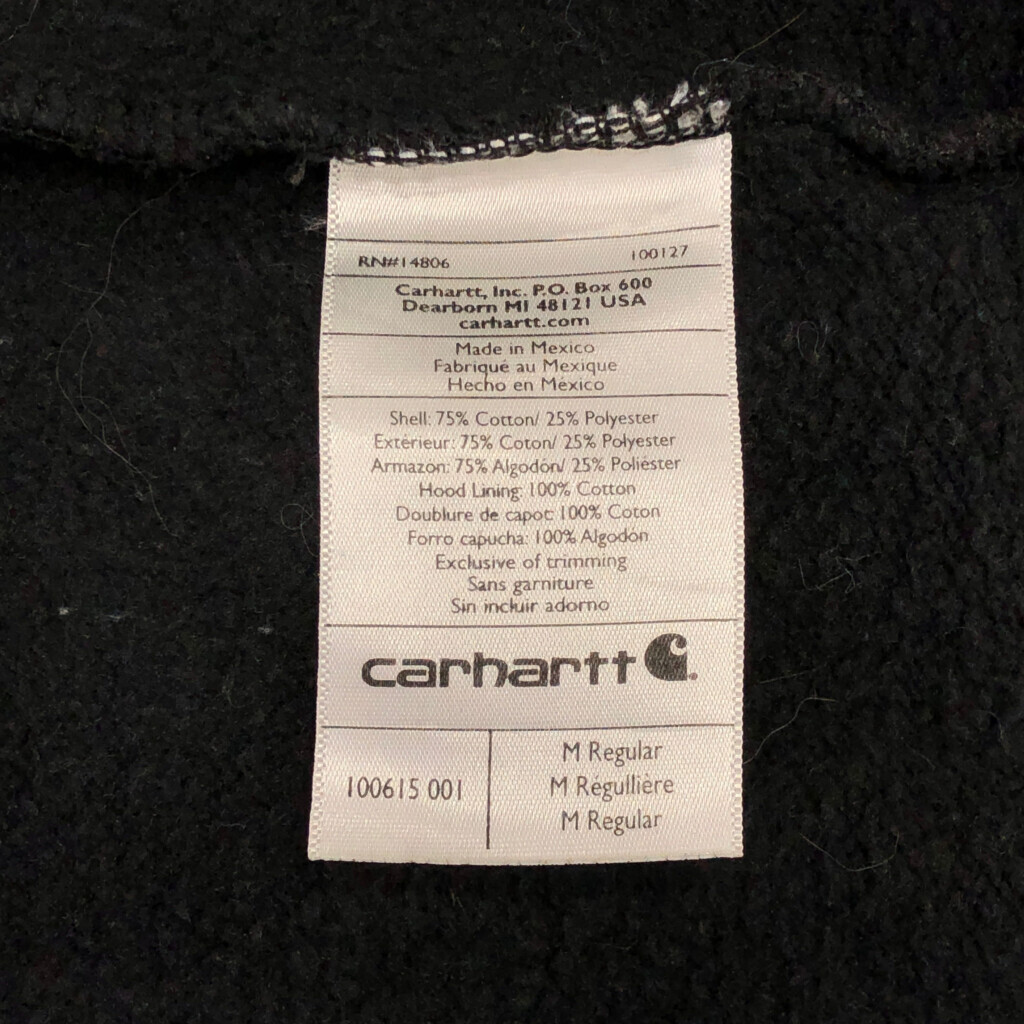 RN#14806 100127
Carhartt, Inc. P.O. Box 600
Dearborn MI 48121 USA
carhartt.com
Made in Mexico
Fabriqué au Mexique
Hecho en México
Shell: 75% Cotton/ 25% Polyester
Extérieur: 75% Coton/ 25% Polyester
Armazón: 75% Algodón/ 25% Poliéster
Hood Lining: 100% Cotton
Doublure de capot: 100% Coton
Forro capucha: 100% Algodón
Exclusive of trimming
Sans garniture
Sin incluir adorno
carhartt
100615 001
M Regular
M Régullière
M Regular